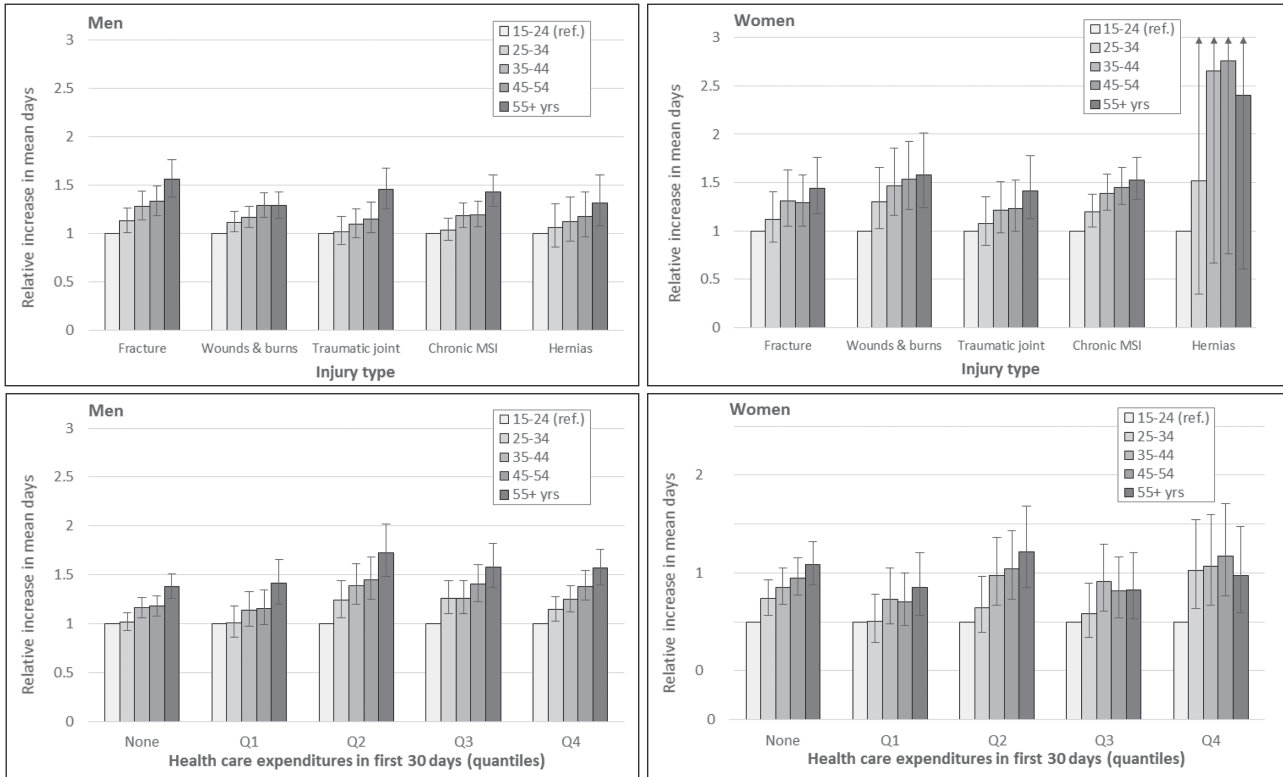 Men
15-24 (ref.)
25-34
35-44
45-54
55+ yrs
Relative increase in mean days
3
2.5
2
1.5
1
0.5
0
Fracture Wounds & burns Traumatic joint Chronic MSI Hernias
Injury type
Women
15-24 (ref.)
25-34
35-44
45-54
55+ yrs
Relative increase in mean days
3
2.5
2
1.5
1
0.5
0
Fracture Wounds & burns Traumatic joint Chronic MSI Hernias
Injury type
Men
15-24 (ref.)
25-34
35-44
45-54
55+ yrs
Relative increase in mean days
3
2.5
2
1.5
1
0.5
0
None Q1 Q2 Q3 Q4
Health care expenditures in first 30 days (quantiles)
Women
15-24 (ref.)
25-34
35-44
45-54
55+ yrs
Relative increase in mean days
2
1
0
0
None Q1 Q2 Q3 Q4
Health care expenditures in first 30 days (quantiles)